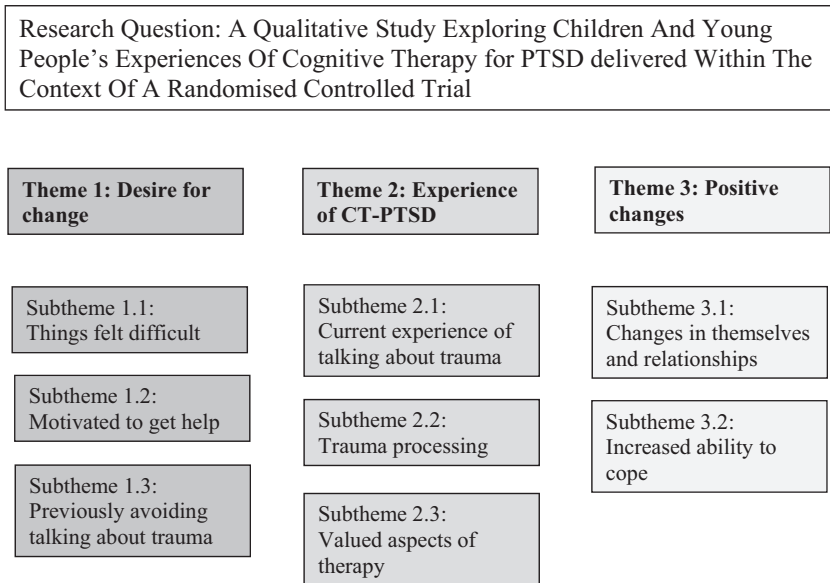 Research Question: A Qualitative Study Exploring Children And Young
People's Experiences Of Cognitive Therapy for PTSD delivered Within The
Context Of A Randomised Controlled Trial
Theme 1: Desire for
change
Subtheme 1.1:
Things felt difficult
Subtheme 1.2:
Motivated to get help
Subtheme 1.3:
Previously avoiding
talking about trauma
Theme 2: Experience
of CT-PTSD
Subtheme 2.1:
Current experience of
talking about trauma
Subtheme 2.2:
Trauma processing
Subtheme 2.3:
Valued aspects of
therapy
Theme 3: Positive
changes
Subtheme 3.1:
Changes in themselves
and relationships
Subtheme 3.2:
Increased ability to
cope